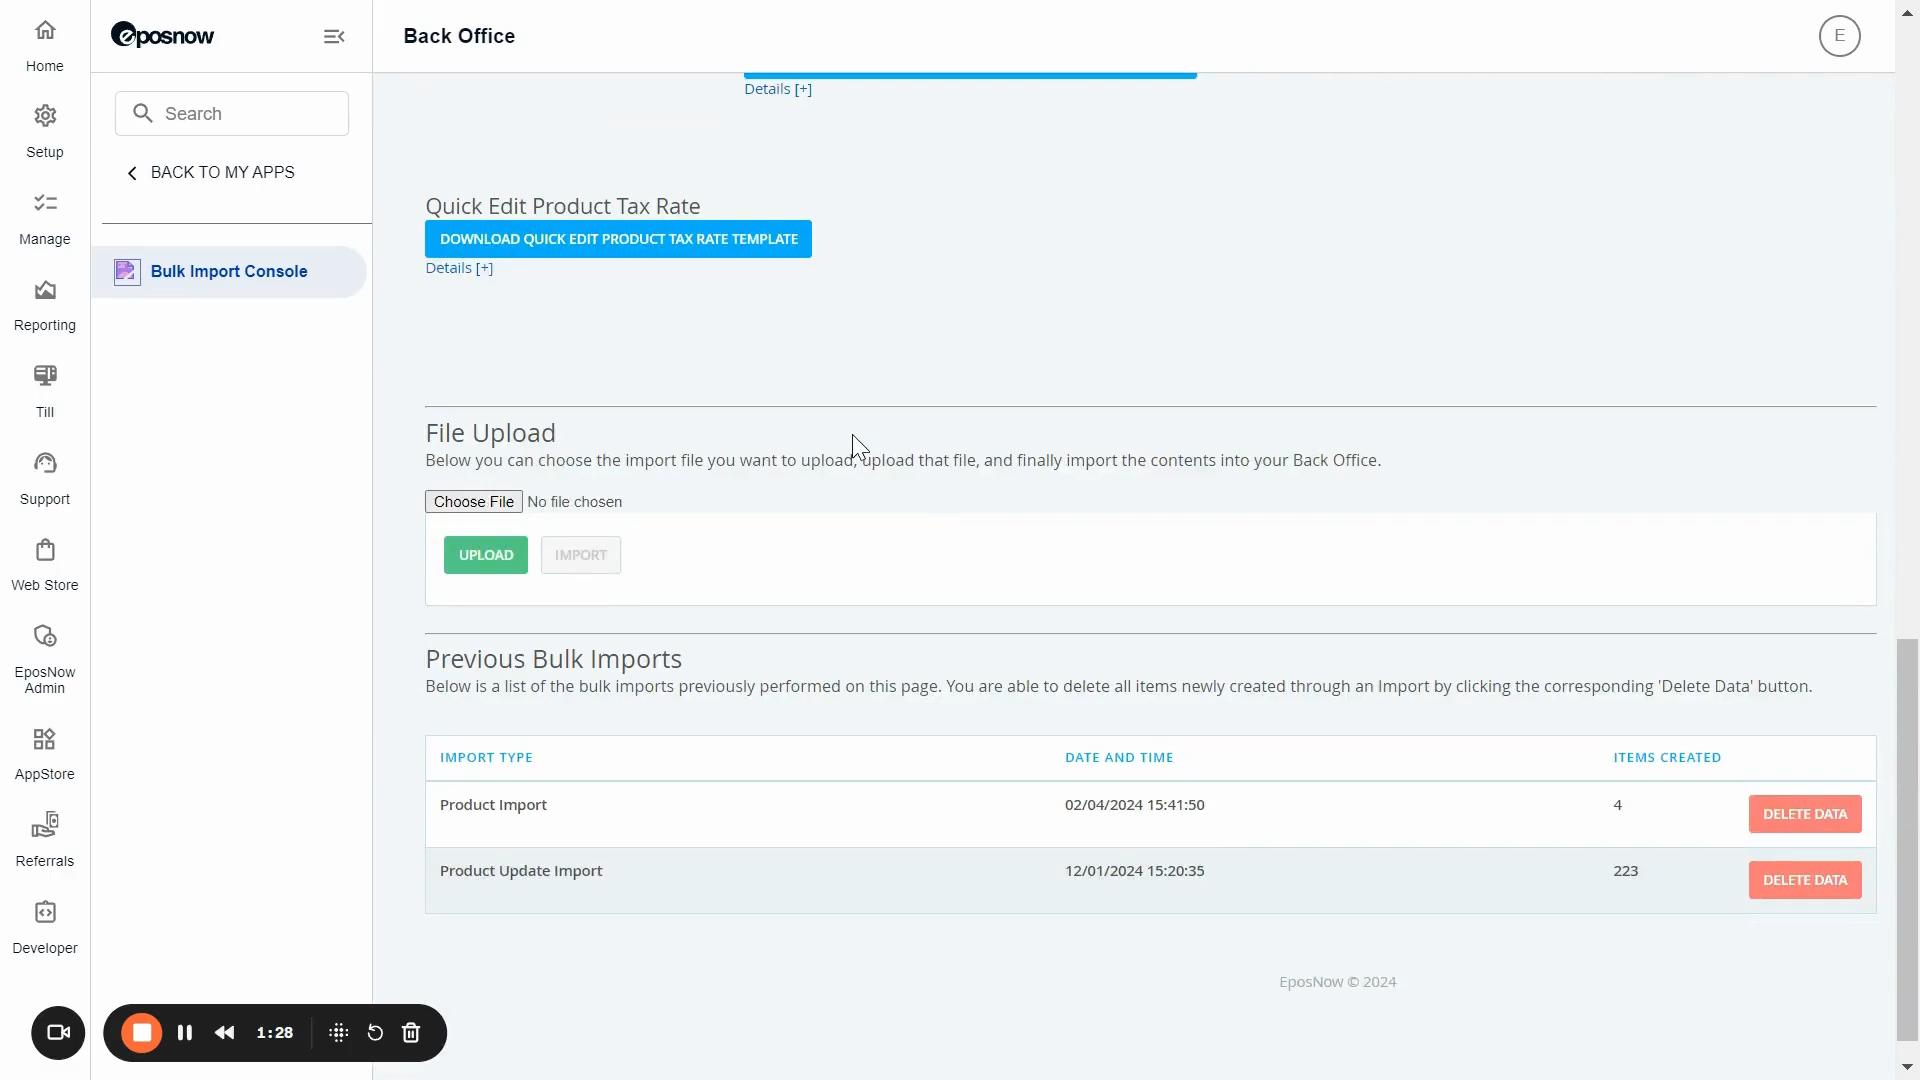 Home
Setup
Manage
Reporting
Till
Support
Web Store
EposNow
Admin
AppStore
Referrals
Developer
eposnow
Search
BACK TO MY APPS
Bulk Import Console
Back Office
E
Details [+]
Quick Edit Product Tax Rate
DOWNLOAD QUICK EDIT PRODUCT TAX RATE TEMPLATE
Details [+]
File Upload
Below you can choose the import file you want to upload, upload that file, and finally import the contents into your Back Office.
Choose File No file chosen
UPLOAD IMPORT
Previous Bulk Imports
Below is a list of the bulk imports previously performed on this page. You are able to delete all items newly created through an Import by clicking the corresponding 'Delete Data' button.
IMPORT TYPE DATE AND TIME ITEMS CREATED
Product Import 02/04/2024 15:41:50 4 DELETE DATA
Product Update Import 12/01/2024 15:20:35 223 DELETE DATA
EposNow © 2024
1:28